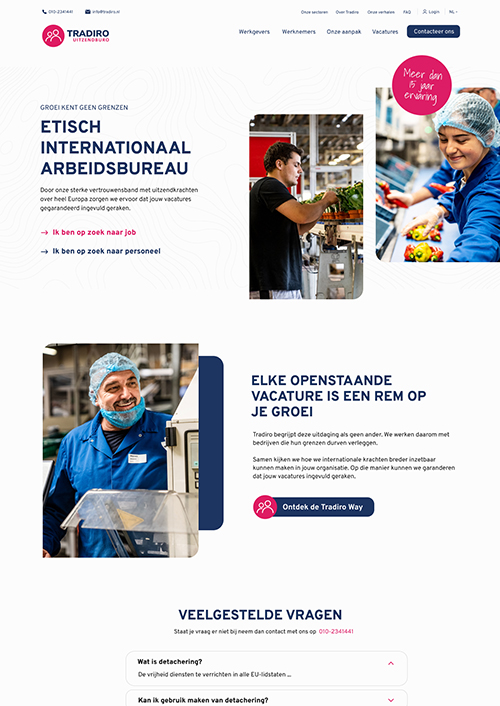 010-2341441
info@tradiro.nl
Onze sectoren
Over Tradiro
Onze verhalen
FAQ
Login
NL
TRADIRO
UITZENDBURO
Werkgevers
Werknemers
Onze aanpak
Vacatures
Contacteer ons
Meer dan
15 jaar
ervaring
GROEI KENT GEEN GRENZEN
ETISCH
INTERNATIONAAL
ARBEIDSBUREAU
Door onze sterke vertrouwensband met uitzendkrachten
over heel Europa zorgen we ervoor dat jouw vacatures
gegarandeerd ingevuld geraken.
Ik ben op zoek naar job
Ik ben op zoek naar personeel
ELKE OPENSTAANDE
VACATURE IS EEN REM OP
JE GROEI
Tradiro begrijpt deze uitdaging als geen ander. We werken daarom met
bedrijven die hun grenzen durven verleggen.
Samen kijken we hoe we internationale krachten breder inzetbaar
kunnen maken in jouw organisatie. Op die manier kunnen we garanderen
dat jouw vacatures ingevuld geraken.
Ontdek de Tradiro Way
VEELGESTELDE VRAGEN
Staat je vraag er niet bij neem dan contact met ons op 010-2341441
Wat is detachering?
De vrijheid diensten te verrichten in alle EU-lidstaten ...
Kan ik gebruik maken van detachering?